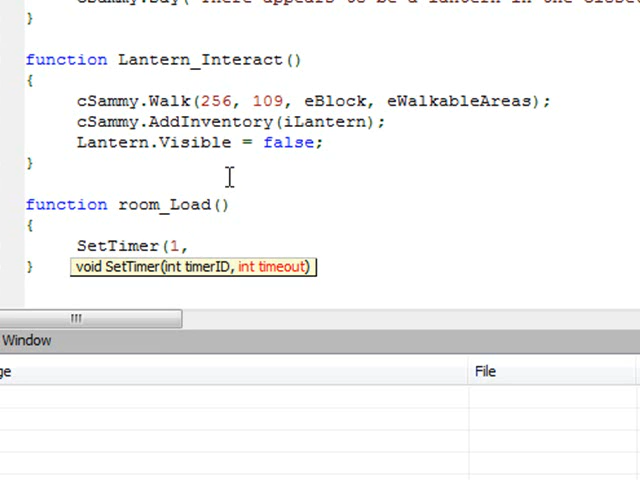 }
function Lantern_Interact()
{
cSammy.Walk(256, 109, eBlock, eWalkableAreas);
cSammy.AddInventory(iLantern);
Lantern.Visible = false;
}
function room_Load()
{
SetTimer(1,
} void SetTimer(int timerID, int timeout)
Window
ge File